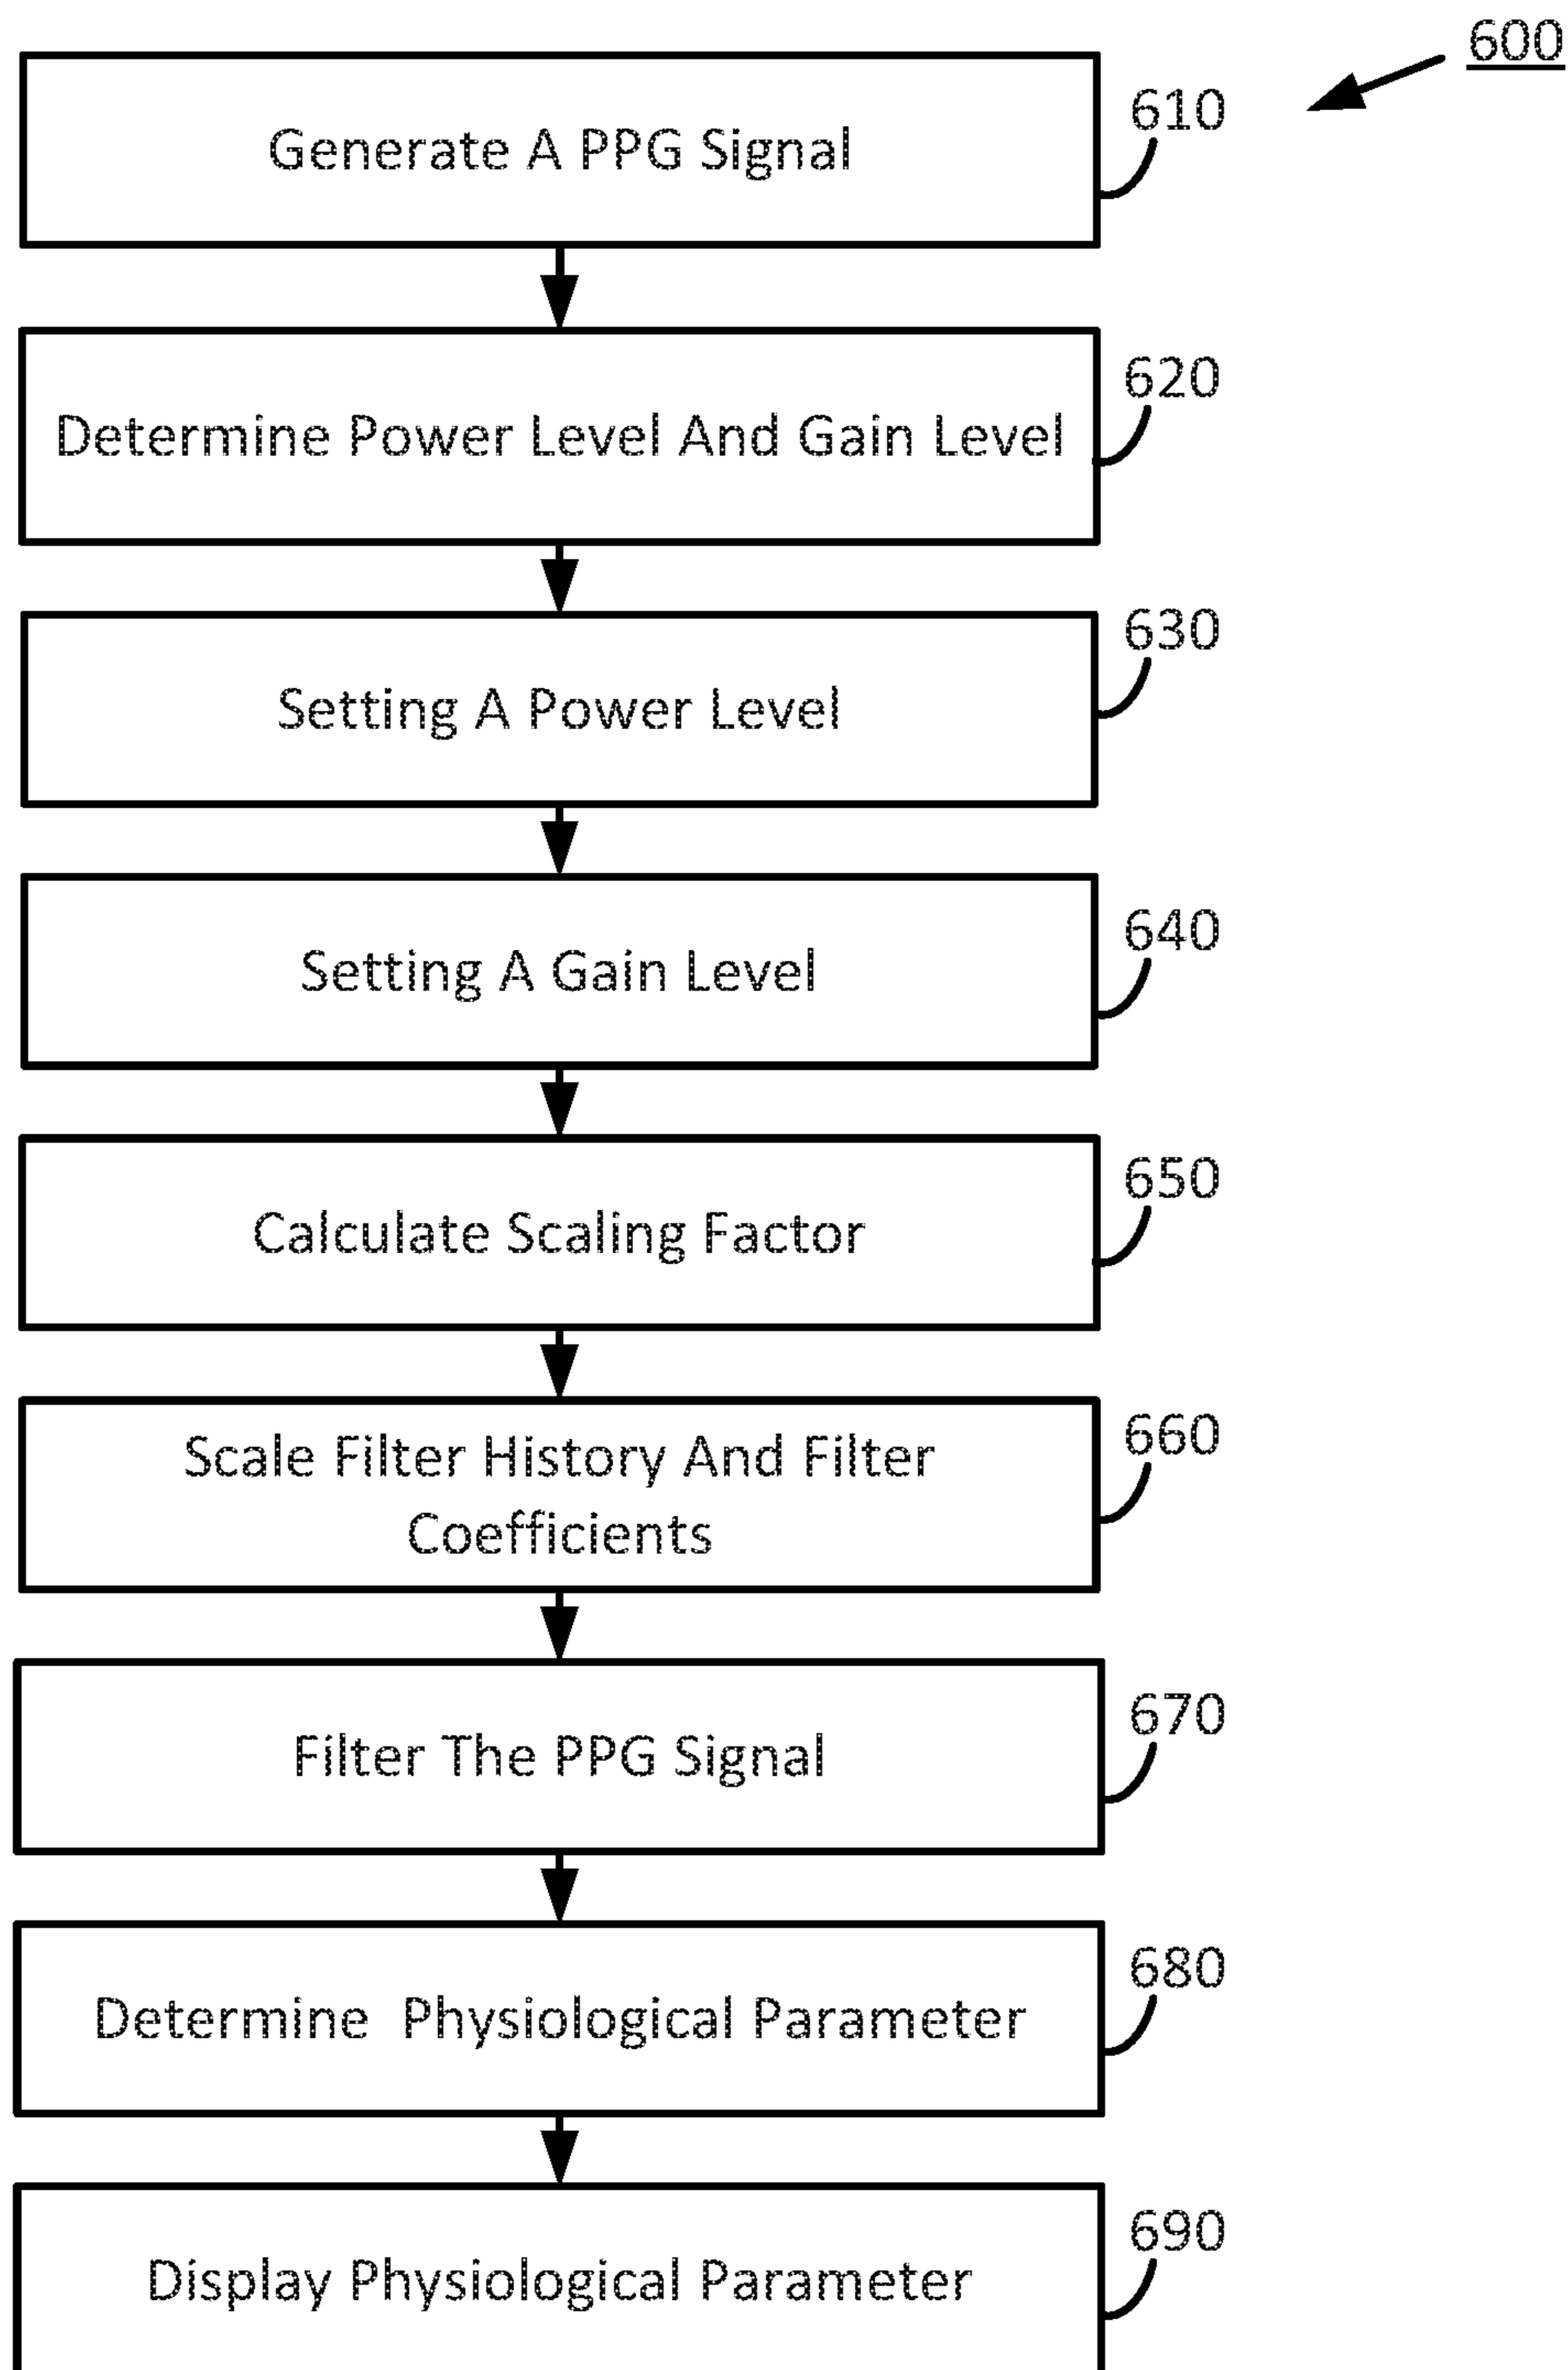 600
Generate A PPG Signal
610
Determine Power Level And Gain Level
620
Setting A Power Level
630
Setting A Gain Level
640
Calculate Scaling Factor
650
Scale Filter History And Filter
Coefficients
660
Filter The PPG Signal
670
Determine  Physiological Parameter
680
Display Physiological Parameter
690